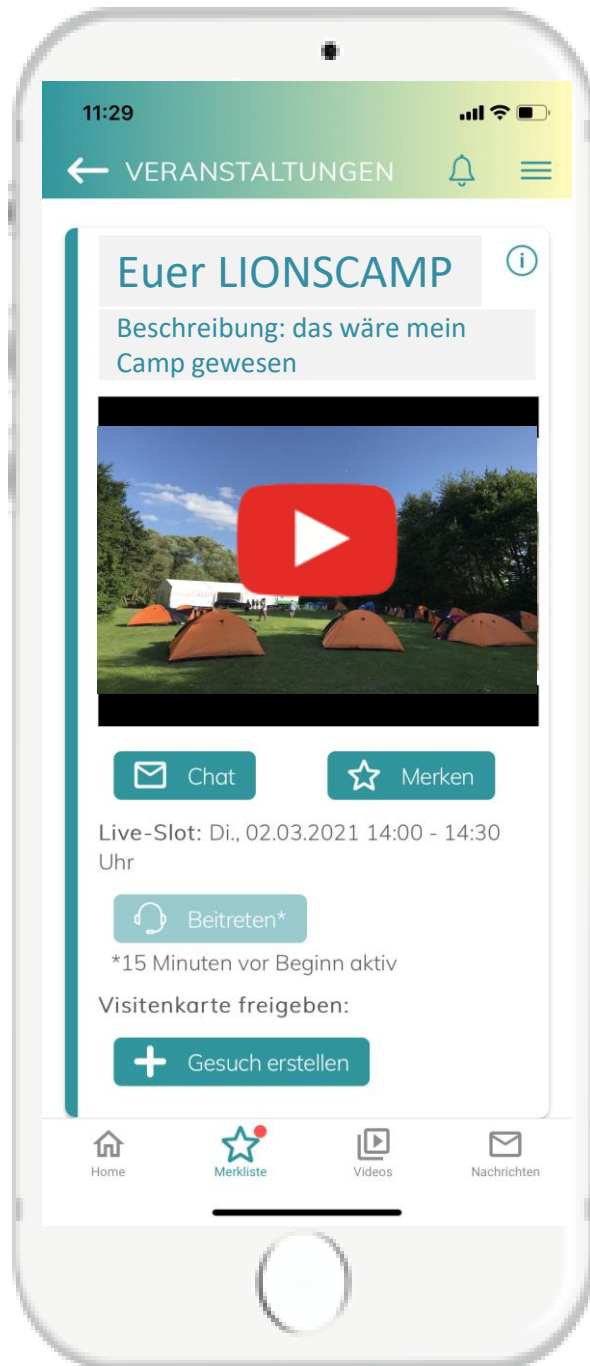 11:29
VERANSTALTUNGEN
Euer LIONSCAMP
Beschreibung: das wäre mein
Camp gewesen
Chat
Merken
Live-Slot: Di., 02.03.2021 14:00 - 14:30
Uhr
Beitreten*
*15 Minuten vor Beginn aktiv
Visitenkarte freigeben:
Gesuch erstellen
Home
Merkliste
Videos
Nachrichten